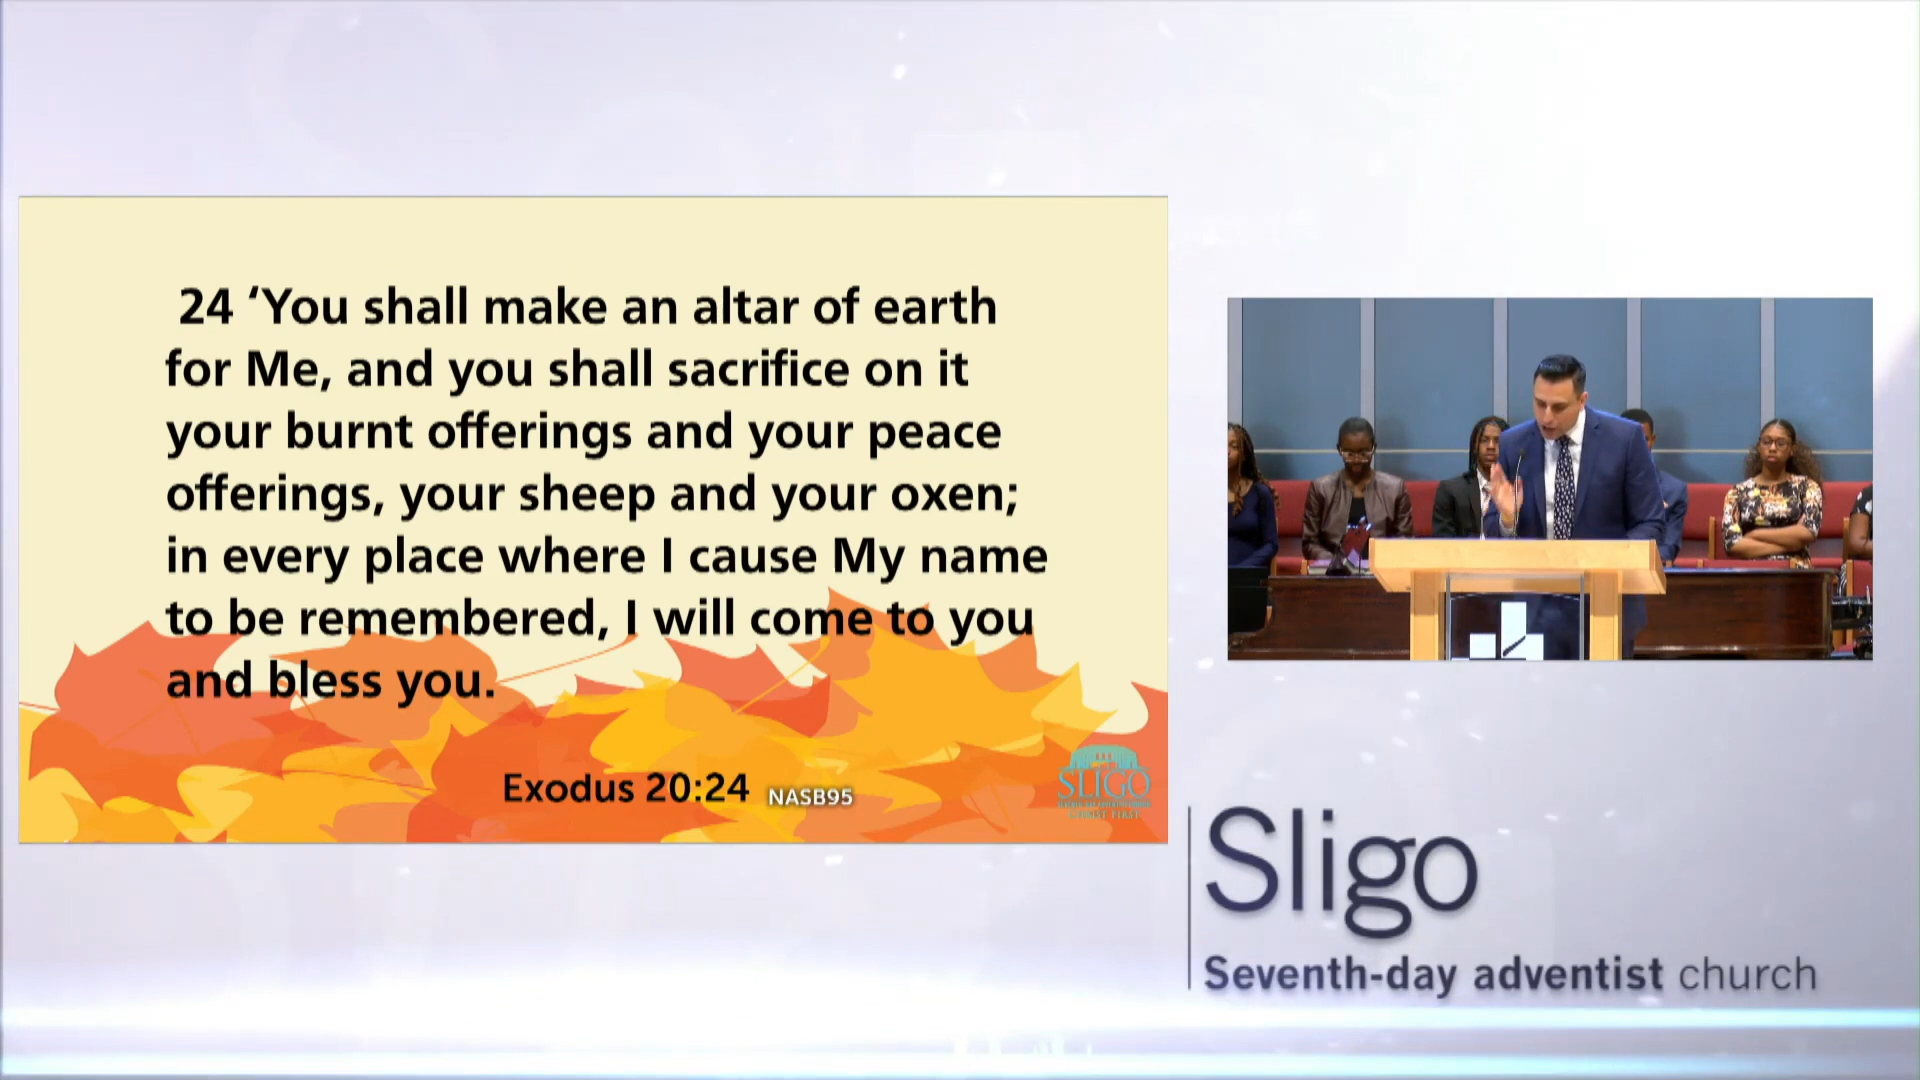 24 ‘You shall make an altar of earth
for Me, and you shall sacrifice on it
your burnt offerings and your peace
offerings, your sheep and your oxen;
in every place where I cause My name
to be remembered, I will come to you
and bless you.
Exodus 20:24 NASB95
SLIGO
CHRIST FIRST
Sligo
Seventh-day adventist church